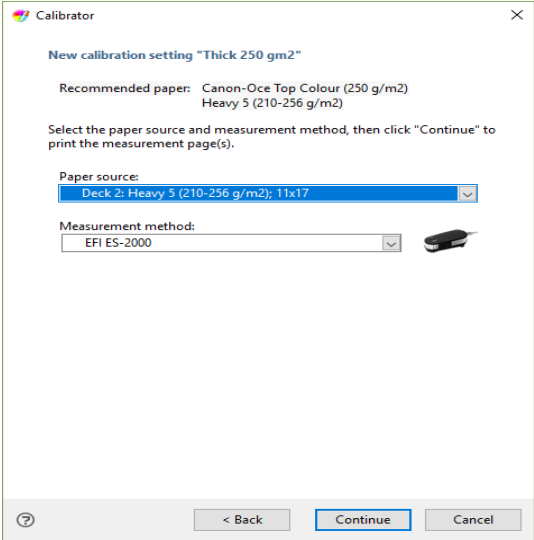 Calibrator
New calibration setting "Thick 250 gm2"
Recommended paper: Canon-Oce Top Colour (250 g/m2)
Heavy 5 (210-256 g/m2)
Select the paper source and measurement method, then click "Continue" to
print the measurement page(s).
Paper source:
Deck 2: Heavy 5 (210-256 g/m2); 11x17
Measurement method:
EFI ES-2000
?
< Back
Continue
Cancel